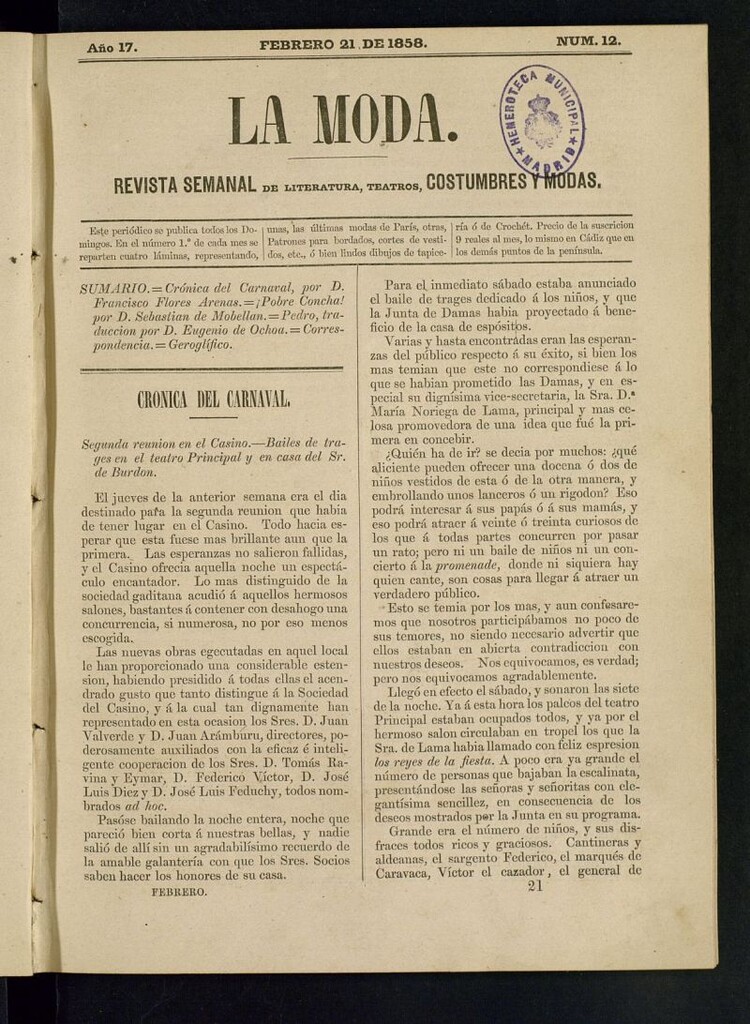 Año 17.
FEBRERO 21 DE 1858.
NUM. 12.
LA MODA.
HEMEROTECA MUNICIPAL
★ MADRID ★
REVISTA SEMANAL DE LITERATURA, TEATROS, COSTUMBRES Y MODAS.
Este periódico se publica todos los Do-
mingos. En el número 1.º de cada mes se
reparten cuatro láminas, representando,
unas, las últimas modas de París, otras,
Patrones para bordados, cortes de vesti-
dos, etc., ó bien lindos dibujos de tapice-
ría ó de Crochét. Precio de la suscricion
9 reales al mes, lo mismo en Cádiz que en
los demás puntos de la península.
SUMARIO.=Crónica del Carnaval, por D.
Francisco Flores Arenas.=¡Pobre Concha!
por D. Sebastian de Mobellan.=Pedro, tra-
duccion por D. Eugenio de Ochoa.=Corres-
pondencia.=Geroglífico.
CRONICA DEL CARNAVAL.
Segunda reunion en el Casino.—Bailes de tra-
ges en el teatro Principal y en casa del Sr.
de Burdon.
El jueves de la anterior semana era el dia
destinado para la segunda reunion que habia
de tener lugar en el Casino. Todo hacia es-
perar que esta fuese mas brillante aun que la
primera. Las esperanzas no salieron fallidas,
y el Casino ofrecia aquella noche un espectá-
culo encantador. Lo mas distinguido de la
sociedad gaditana acudió á aquellos hermosos
salones, bastantes á contener con desahogo una
concurrencia, si numerosa, no por eso menos
escogida.
Las nuevas obras egecutadas en aquel local
le han proporcionado una considerable esten-
sion, habiendo presidido á todas ellas el acen-
drado gusto que tanto distingue á la Sociedad
del Casino, y á la cual tan dignamente han
representado en esta ocasion los Sres. D. Juan
Valverde y D. Juan Arámburu, directores, po-
derosamente auxiliados con la eficaz é inteli-
gente cooperacion de los Sres. D. Tomás Ra-
vina y Eymar, D. Federico Víctor, D. José
Luis Diez y D. José Luis Feduchy, todos nom-
brados ad hoc.
Pasóse bailando la noche entera, noche que
pareció bien corta á nuestras bellas, y nadie
salió de allí sin un agradabilísimo recuerdo de
la amable galantería con que los Sres. Socios
saben hacer los honores de su casa.
FEBRERO.
Para el inmediato sábado estaba anunciado
el baile de trages dedicado á los niños, y que
la Junta de Damas habia proyectado á bene-
ficio de la casa de espósitos.
Varias y hasta encontradas eran las esperan-
zas del público respecto á su éxito, si bien los
mas temian que este no correspondiese á lo
que se habian prometido las Damas, y en es-
pecial su dignísima vice-secretaria, la Sra. D.ª
María Noriega de Lama, principal y mas ce-
losa promovedora de una idea que fué la pri-
mera en concebir.
¿Quién ha de ir? se decia por muchos: ¿qué
aliciente pueden ofrecer una docena ó dos de
niños vestidos de esta ó de la otra manera, y
embrollando unos lanceros ó un rigodon? Eso
podrá interesar á sus papás ó á sus mamás, y
eso podrá atraer á veinte ó treinta curiosos de
los que á todas partes concurren por pasar
un rato; pero ni un baile de niños ni un con-
cierto á la promenade, donde ni siquiera hay
quien cante, son cosas para llegar á atraer un
verdadero público.
Esto se temia por los mas, y aun confesare-
mos que nosotros participábamos no poco de
sus temores, no siendo necesario advertir que
ellos estaban en abierta contradiccion con
nuestros deseos. Nos equivocamos, es verdad;
pero nos equivocamos agradablemente.
Llegó en efecto el sábado, y sonaron las siete
de la noche. Ya á esta hora los palcos del teatro
Principal estaban ocupados todos, y ya por el
hermoso salon circulaban en tropel los que la
Sra. de Lama habia llamado con feliz espresion
los reyes de la fiesta. A poco era ya grande el
número de personas que bajaban la escalinata,
presentándose las señoras y señoritas con ele-
gantísima sencillez, en consecuencia de los
deseos mostrados por la Junta en su programa.
Grande era el número de niños, y sus dis-
fraces todos ricos y graciosos. Cantineras y
aldeanas, el sargento Federico, el marqués de
Caravaca, Víctor el cazador, el general de
21